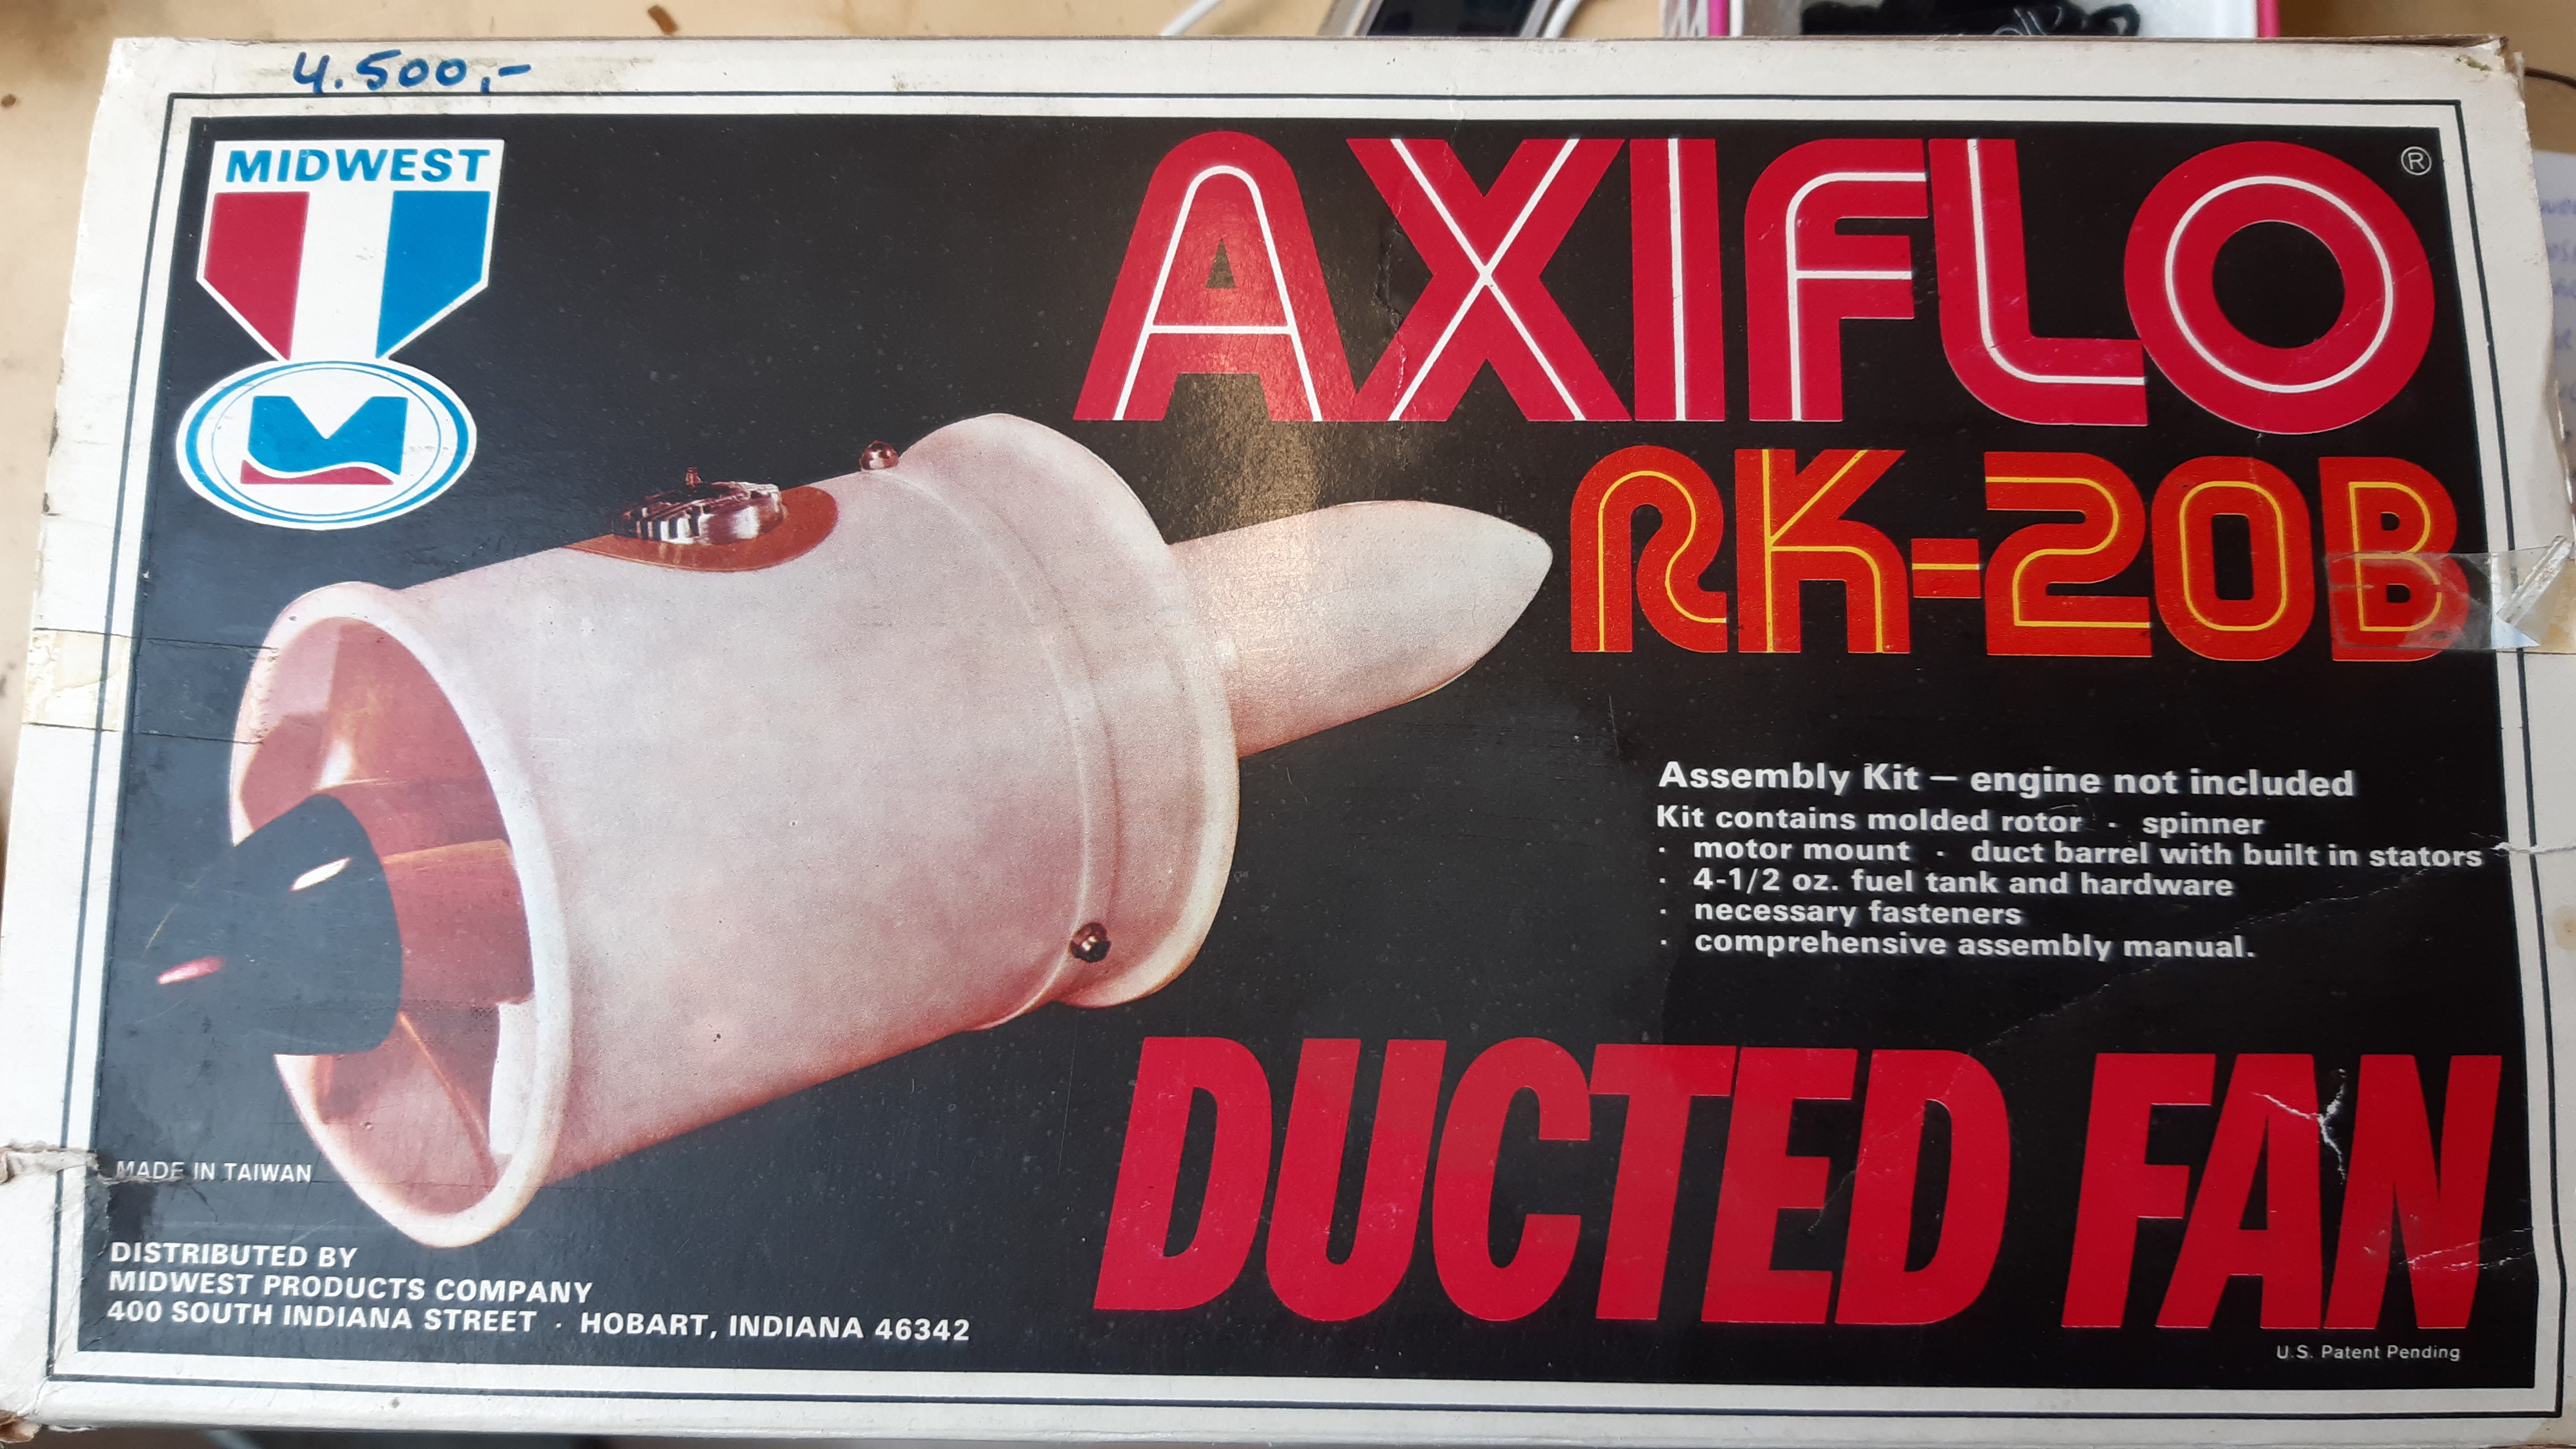 4.500,-
MIDWEST
AXIFLO®
RK-20B
Assembly Kit — engine not included
Kit contains molded rotor · spinner
· motor mount · duct barrel with built in stators
· 4-1/2 oz. fuel tank and hardware
· necessary fasteners
· comprehensive assembly manual.
DUCTED FAN
MADE IN TAIWAN
DISTRIBUTED BY
MIDWEST PRODUCTS COMPANY
400 SOUTH INDIANA STREET · HOBART, INDIANA 46342
U.S. Patent Pending